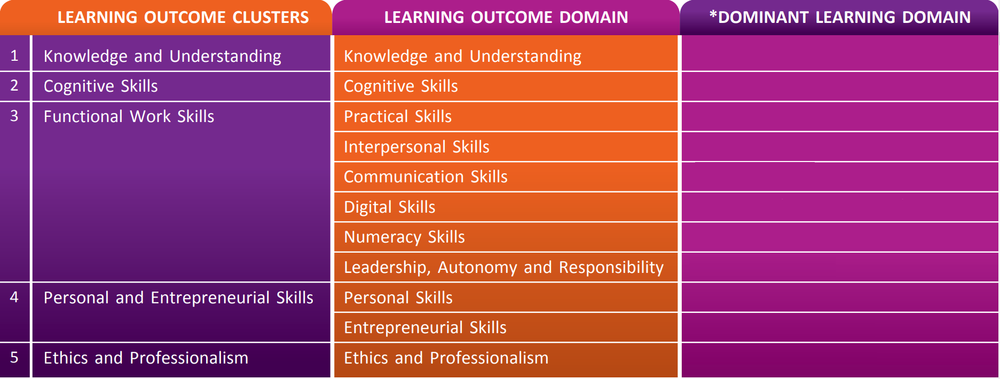 LEARNING OUTCOME CLUSTERS LEARNING OUTCOME DOMAIN *DOMINANT LEARNING DOMAIN
1 Knowledge and Understanding Knowledge and Understanding
2 Cognitive Skills Cognitive Skills
3 Functional Work Skills Practical Skills
Interpersonal Skills
Communication Skills
Digital Skills
Numeracy Skills
Leadership, Autonomy and Responsibility
4 Personal and Entrepreneurial Skills Personal Skills
Entrepreneurial Skills
5 Ethics and Professionalism Ethics and Professionalism